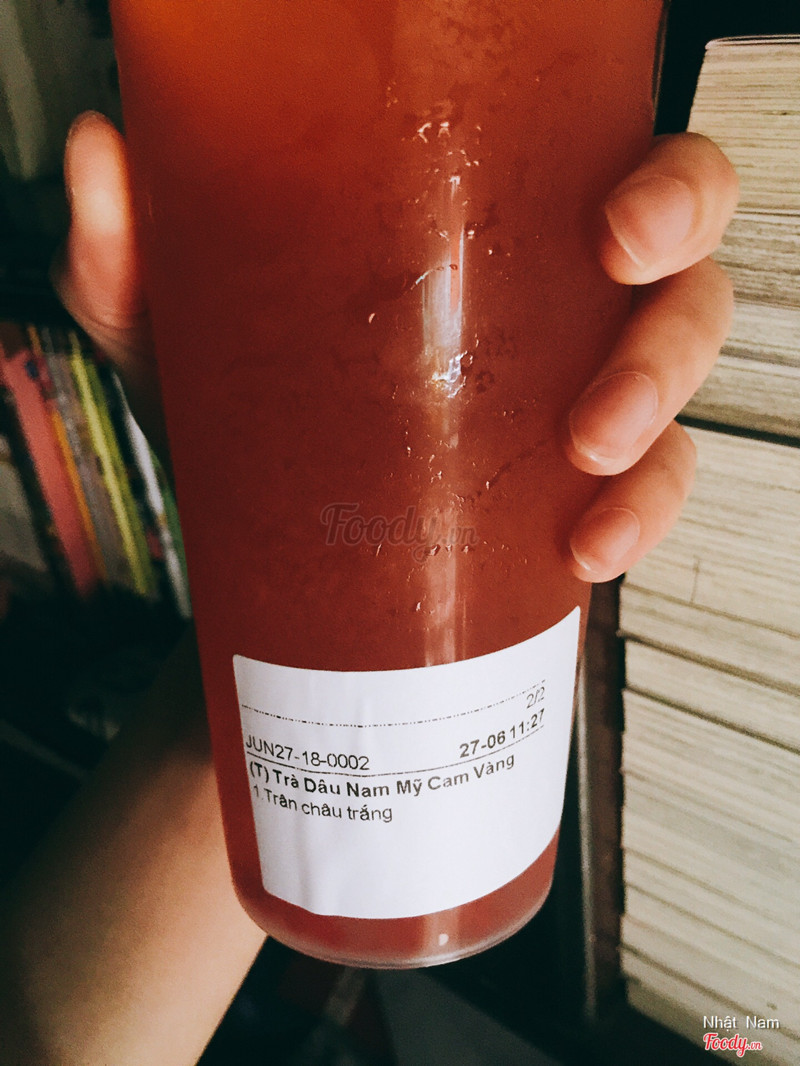 Foody.vn
2/2
JUN27-18-0002 27-06 11:27
(T) Trà Dâu Nam Mỹ Cam Vàng
1.Trân châu trắng
Nhật Nam
Foody.vn